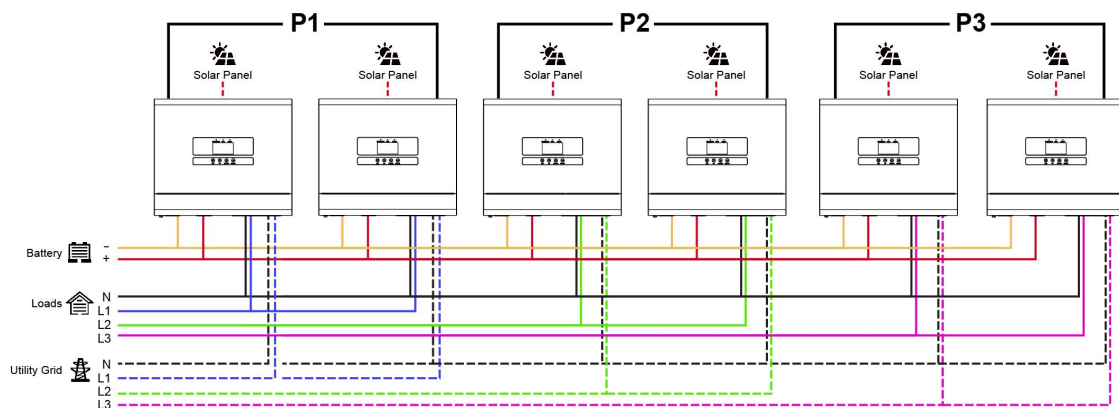 P1
P2
P3
Solar Panel
Solar Panel
Solar Panel
Solar Panel
Solar Panel
Solar Panel
Battery
−
+
Loads
N
L1
L2
L3
Utility Grid
N
L1
L2
L3